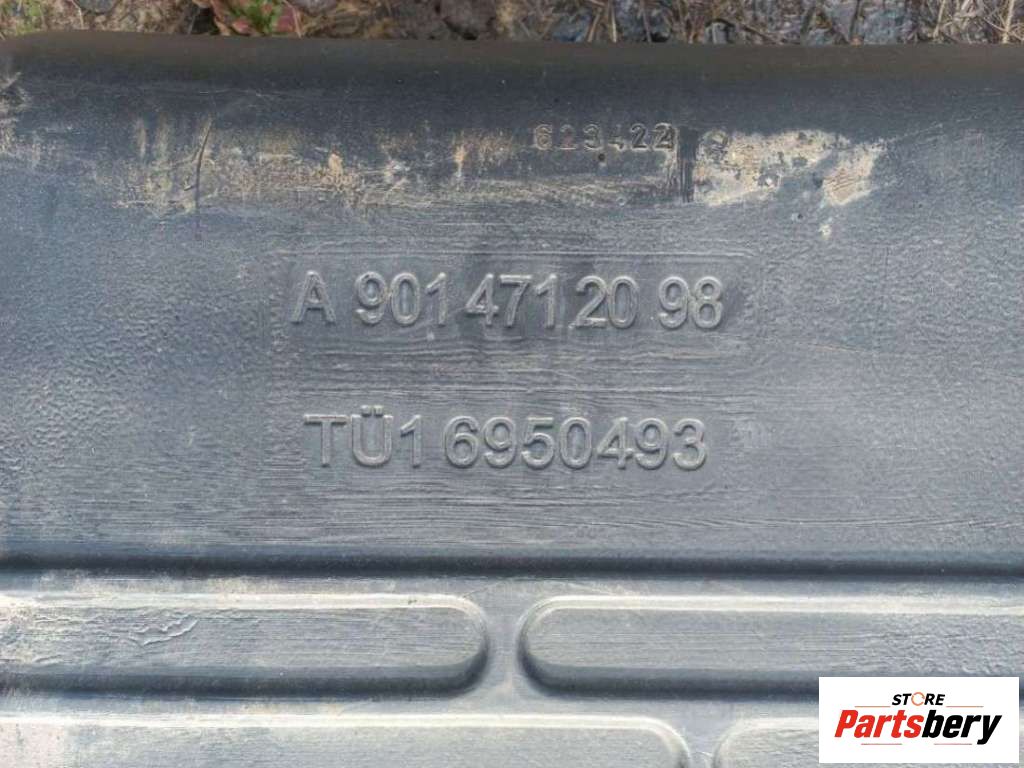 623422
A 901 471 20 98
TÜ1 6950493
STORE
Partsbery